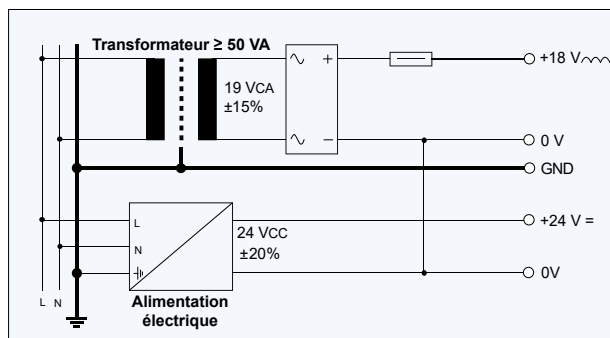 Transformateur ≥ 50 VA
19 VCA
±15%
+
−
+18 V
0 V
GND
L
N
24 VCC
±20%
+24 V =
0V
L N
Alimentation
électrique